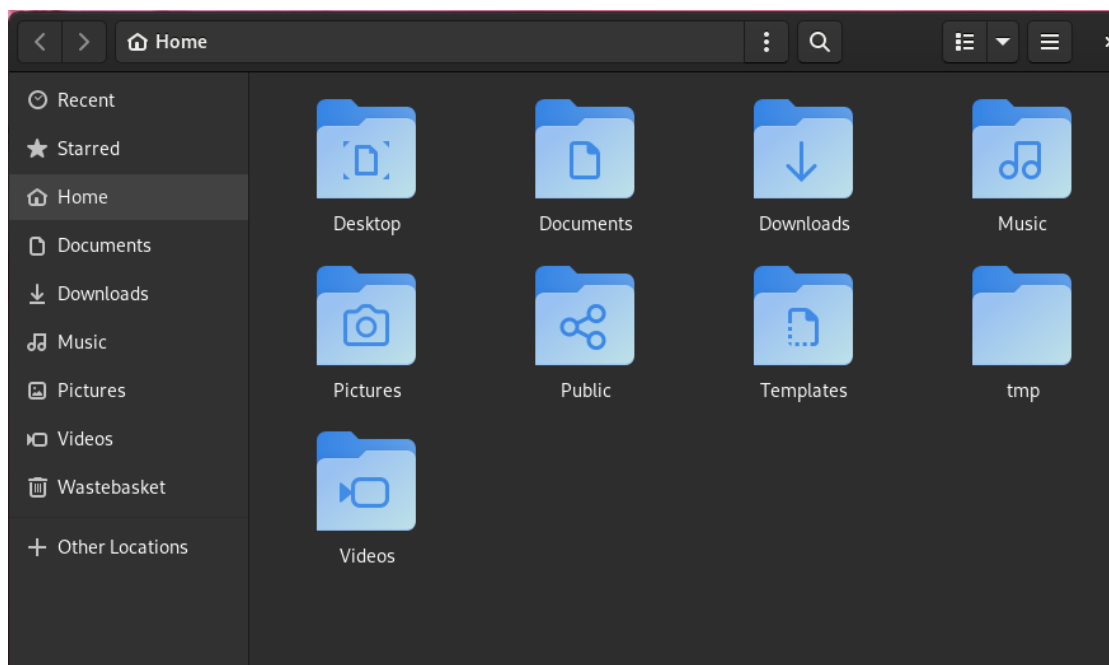 Home
Recent
Starred
Home
Documents
Downloads
Music
Pictures
Videos
Wastebasket
Other Locations
Desktop Documents Downloads Music
Pictures Public Templates tmp
Videos